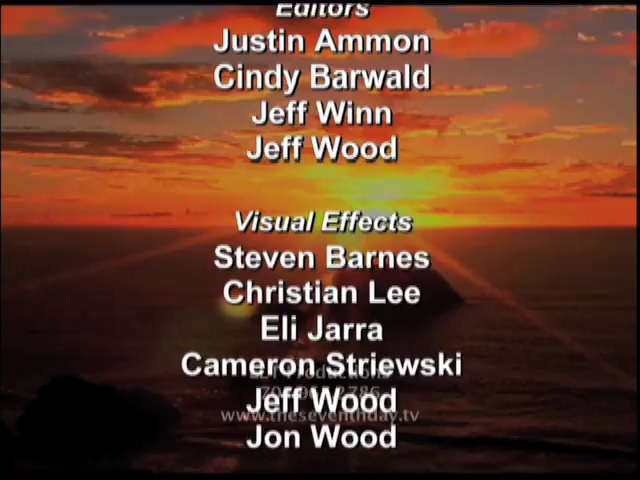 Editors
Justin Ammon
Cindy Barwald
Jeff Winn
Jeff Wood
Visual Effects
Steven Barnes
Christian Lee
Eli Jarra
Cameron Striewski
Productions
Jeff Wood
www.theseventhday.tv
Jon Wood